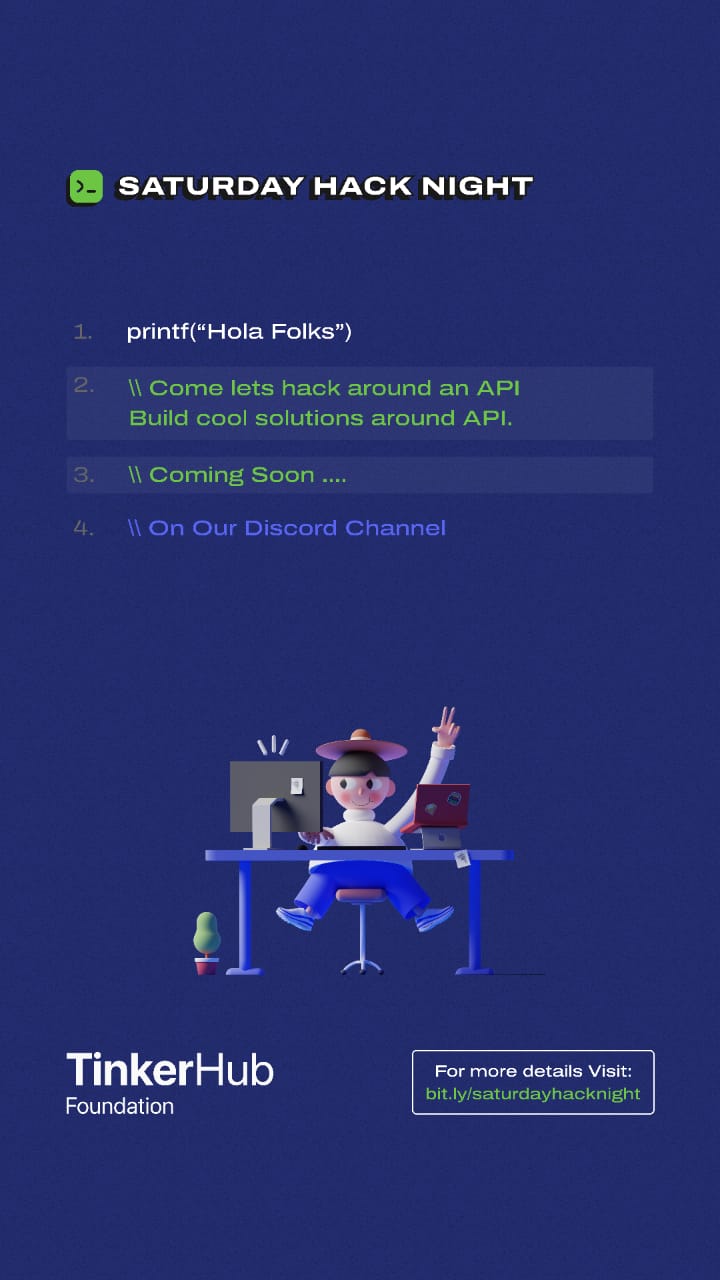 SATURDAY HACK NIGHT
1. printf(“Hola Folks”)
2. \\ Come lets hack around an API
Build cool solutions around API.
3. \\ Coming Soon ....
4. \\ On Our Discord Channel
TinkerHub
Foundation
For more details Visit:
bit.ly/saturdayhacknight